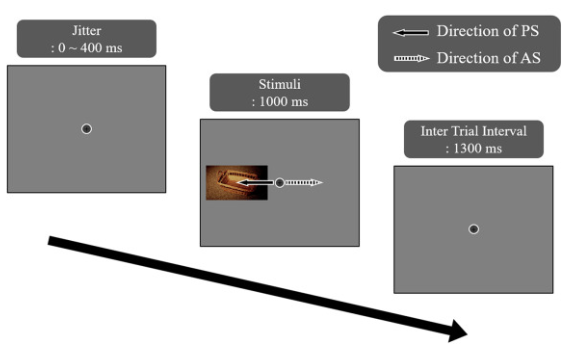 Jitter
: 0 ~ 400 ms
Direction of PS
Direction of AS
Stimuli
: 1000 ms
Inter Trial Interval
: 1300 ms